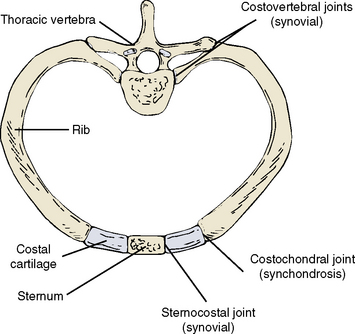 Thoracic vertebra
Costovertebral joints
(synovial)
Rib
Costal
cartilage
Sternum
Costochondral joint
(synchondrosis)
Sternocostal joint
(synovial)